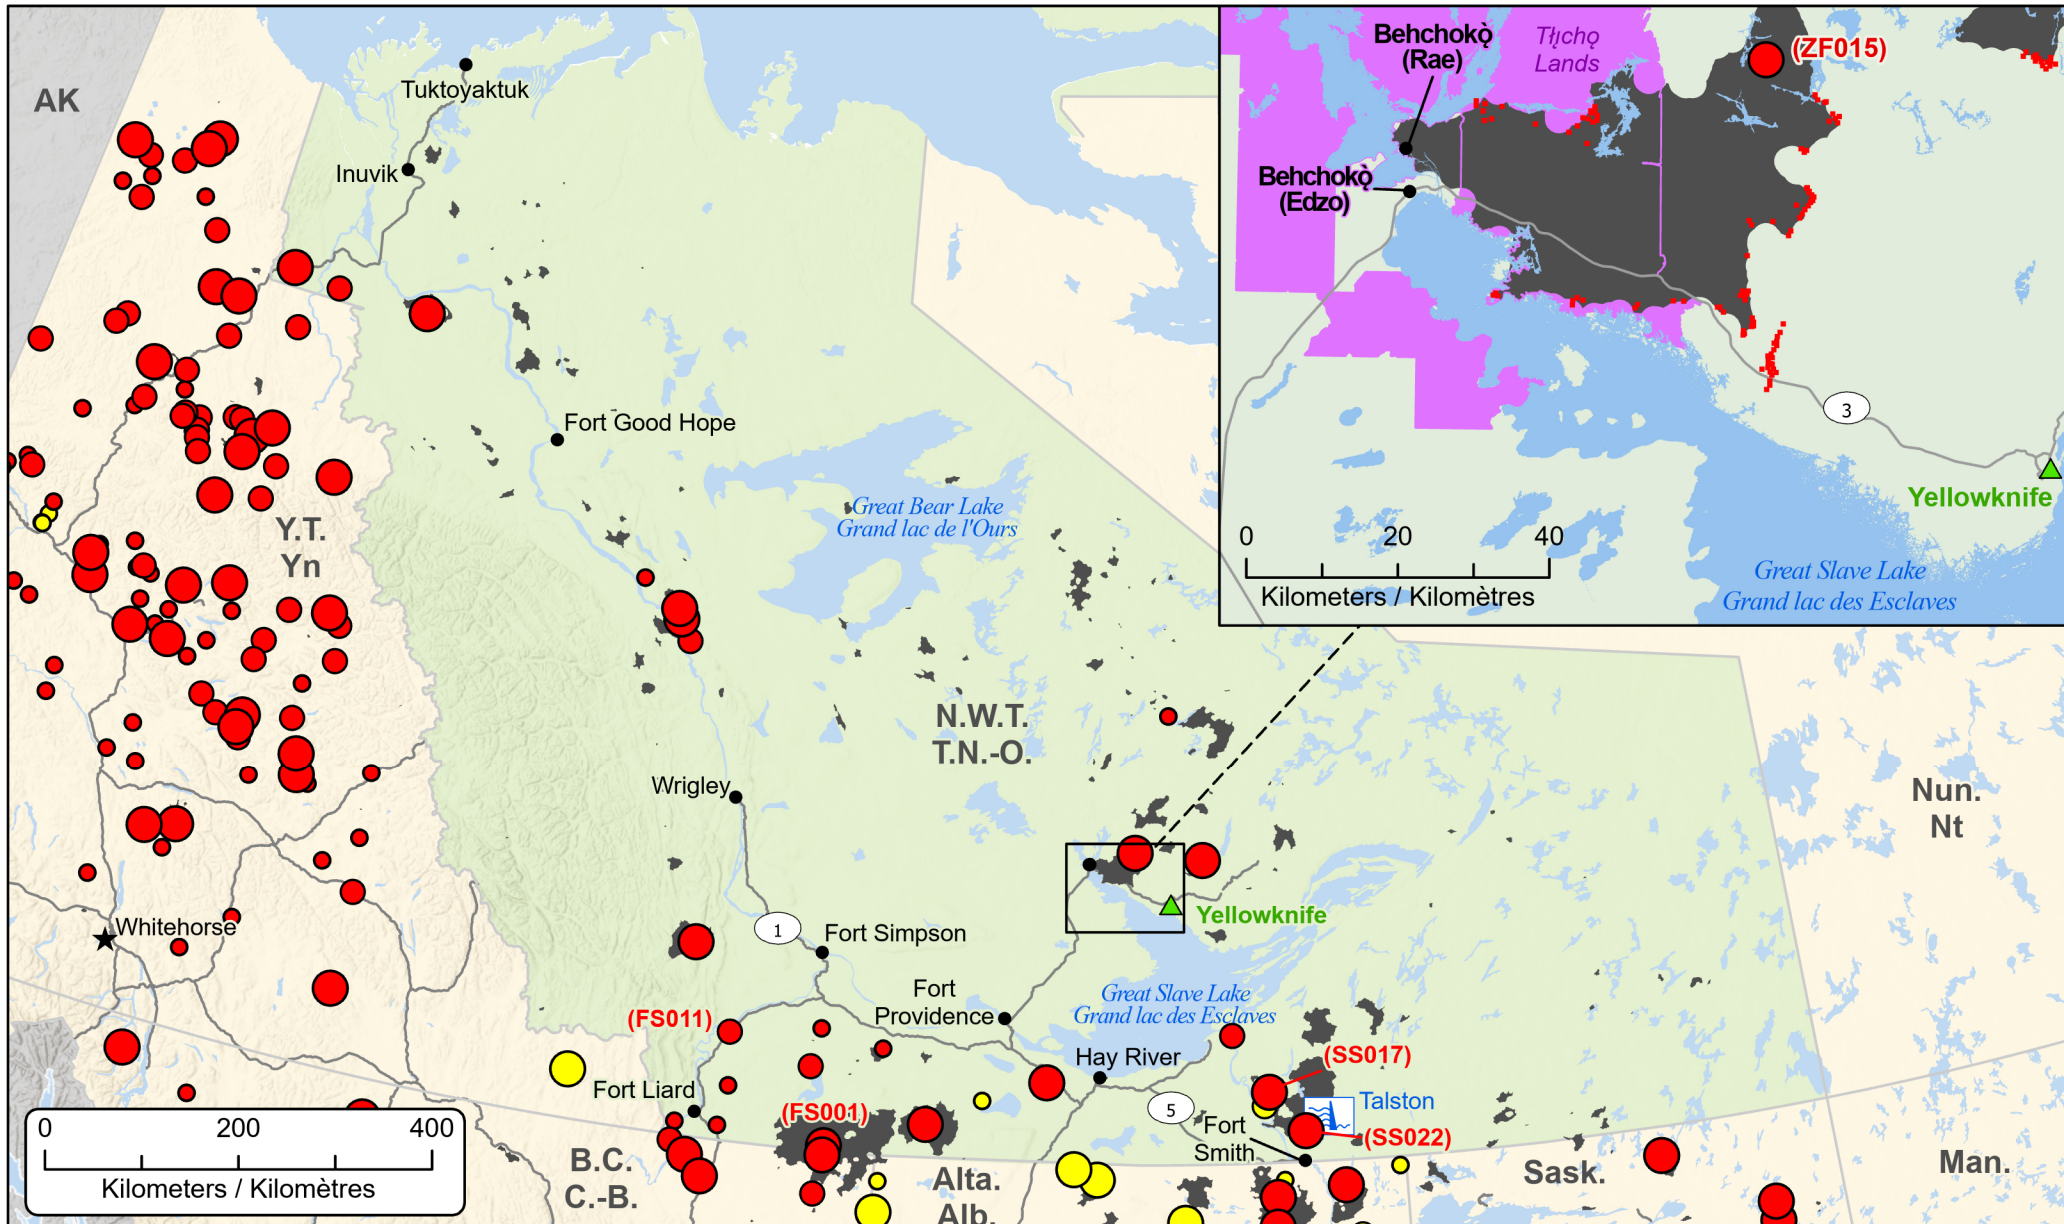 AK
Tuktoyaktuk
Inuvik
Fort Good Hope
Great Bear Lake
Grand lac de l'Ours
Y.T.
Yn
N.W.T.
T.N.-O.
Wrigley
Whitehorse
1
Fort Simpson
Yellowknife
Fort
Providence
Great Slave Lake
Grand lac des Esclaves
(FS011)
Hay River
Fort Liard
(FS001)
5
(SS017)
Talston
(SS022)
Fort
Smith
B.C.
C.-B.
Alta.
Alb.
Sask.
Man.
Nun.
Nt
0 200 400
Kilometers / Kilomètres
Behchokǫ̀
(Rae)
Tłı̨chǫ
Lands
(ZF015)
Behchokǫ̀
(Edzo)
3
Yellowknife
0 20 40
Kilometers / Kilomètres
Great Slave Lake
Grand lac des Esclaves